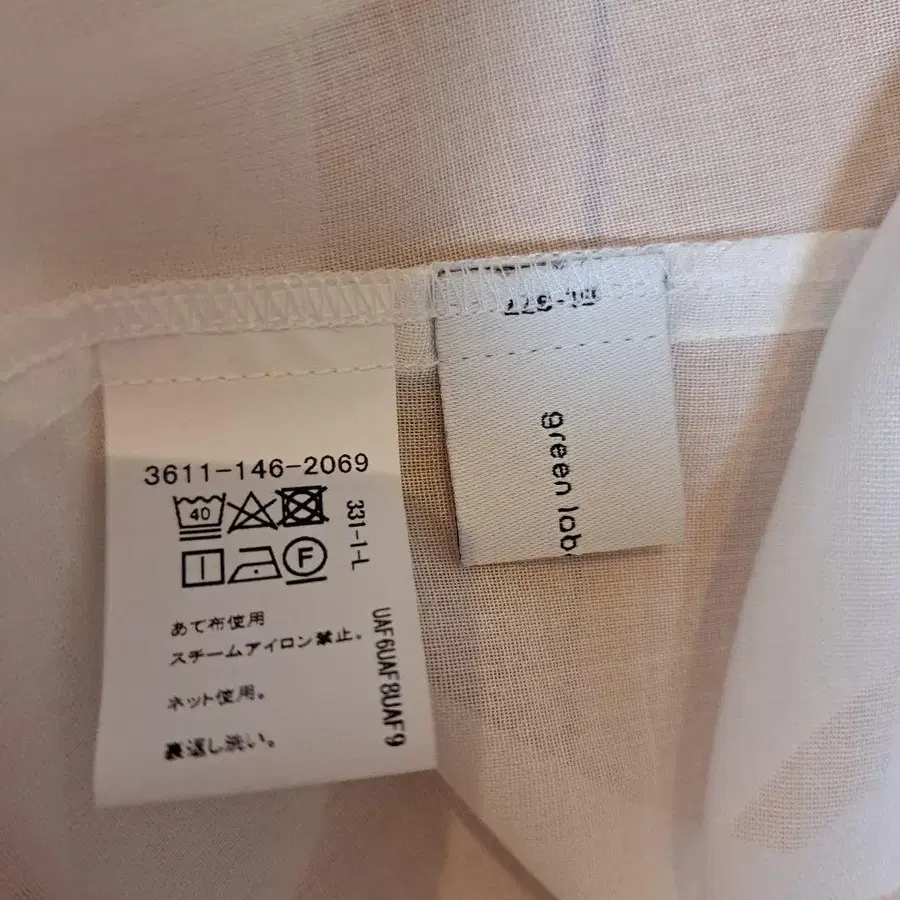 3611-146-2069
40
F
331-1-L
あて布使用
スチームアイロン禁止。
ネット使用。
裏返し洗い。
UAF6UAF8UAF9
green lab